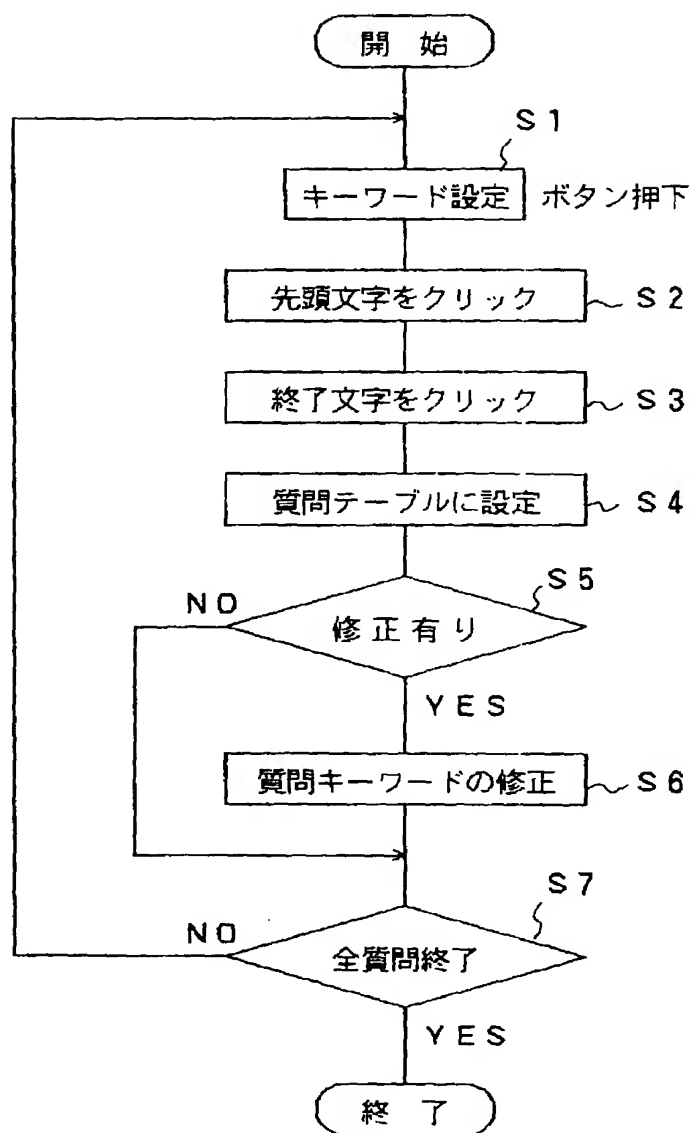 開始
S1
キーワード設定 ボタン押下
先頭文字をクリック S2
終了文字をクリック S3
質問テーブルに設定 S4
S5
NO
修正有り
YES
質問キーワードの修正 S6
S7
NO
全質問終了
YES
終了